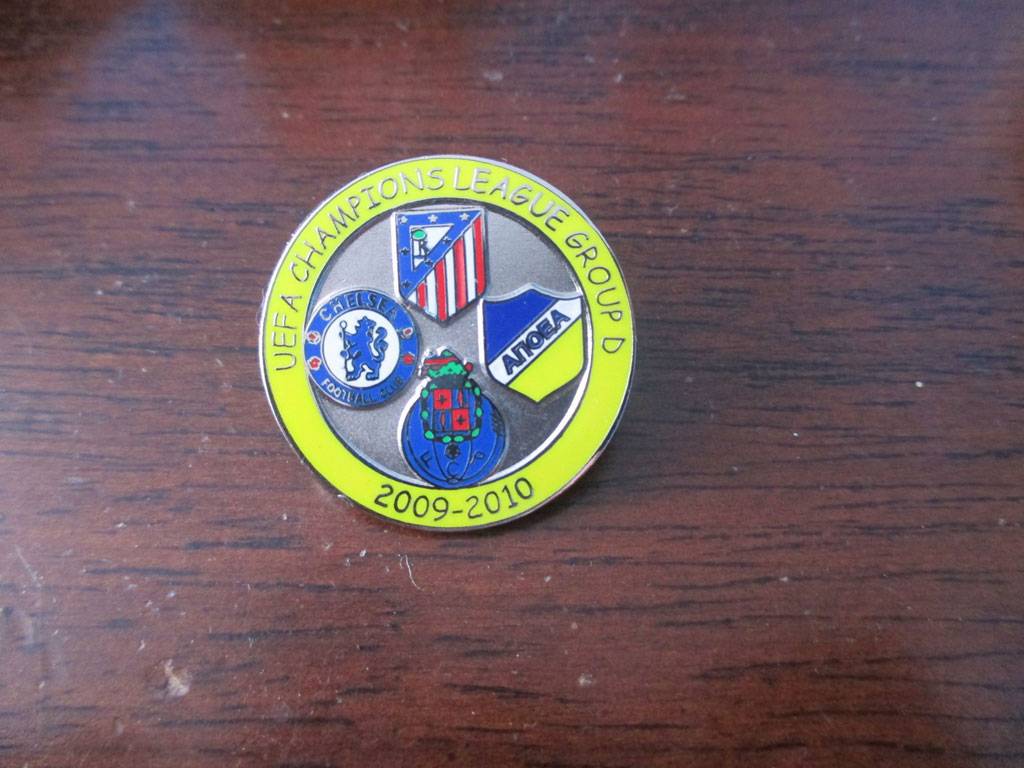 UEFA CHAMPIONS LEAGUE GROUP D
CHELSEA
FOOTBALL CLUB
ΑΠΟΕΛ
F C P
2009-2010